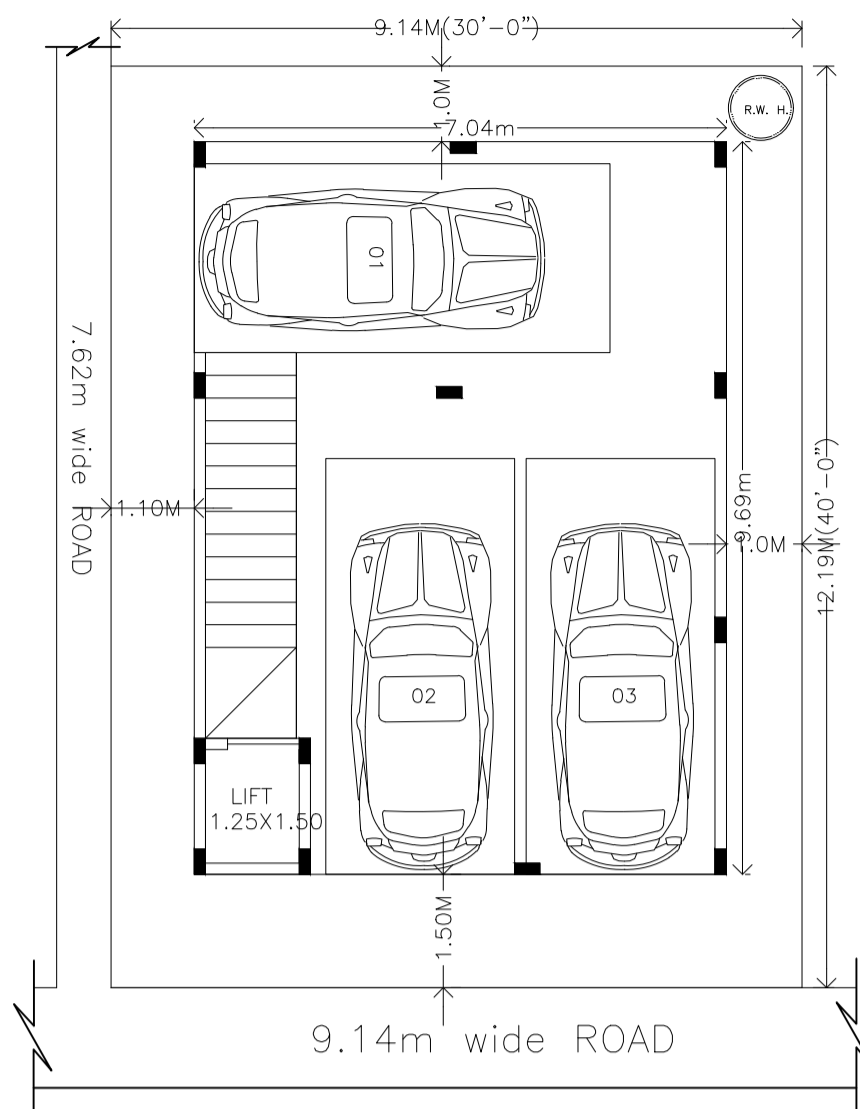 9.14M(30'-0")
1.0M
R.W. H.
7.04m
01
7.62m wide ROAD
1.10M
9.69m
1.0M
12.19M(40'-0")
02
03
LIFT
1.25X1.50
1.50M
9.14m wide ROAD